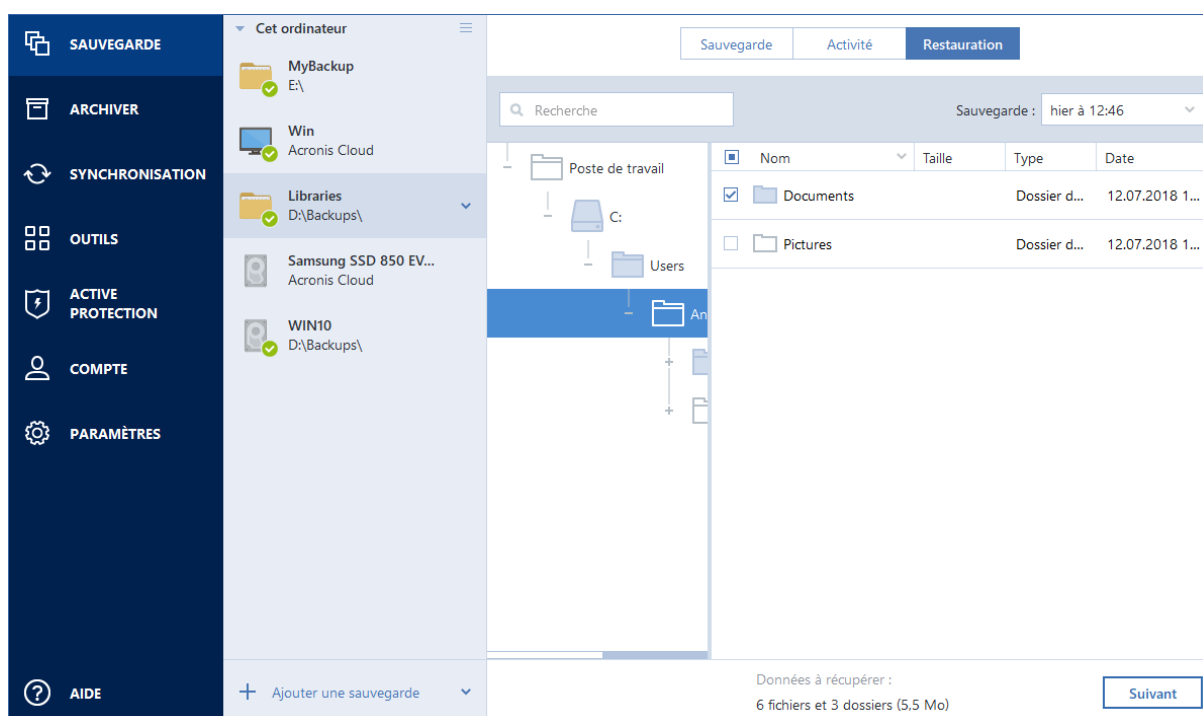 SAUVEGARDE
ARCHIVER
SYNCHRONISATION
OUTILS
ACTIVE
PROTECTION
COMPTE
PARAMÈTRES
AIDE
Cet ordinateur
MyBackup
E:\
Win
Acronis Cloud
Libraries
D:\Backups\
Samsung SSD 850 EV...
Acronis Cloud
WIN10
D:\Backups\
Ajouter une sauvegarde
Sauvegarde Activité Restauration
Recherche
Sauvegarde : hier à 12:46
Poste de travail
C:
Users
An
Nom Taille Type Date
Documents Dossier d... 12.07.2018 1...
Pictures Dossier d... 12.07.2018 1...
Données à récupérer :
6 fichiers et 3 dossiers (5,5 Mo)
Suivant